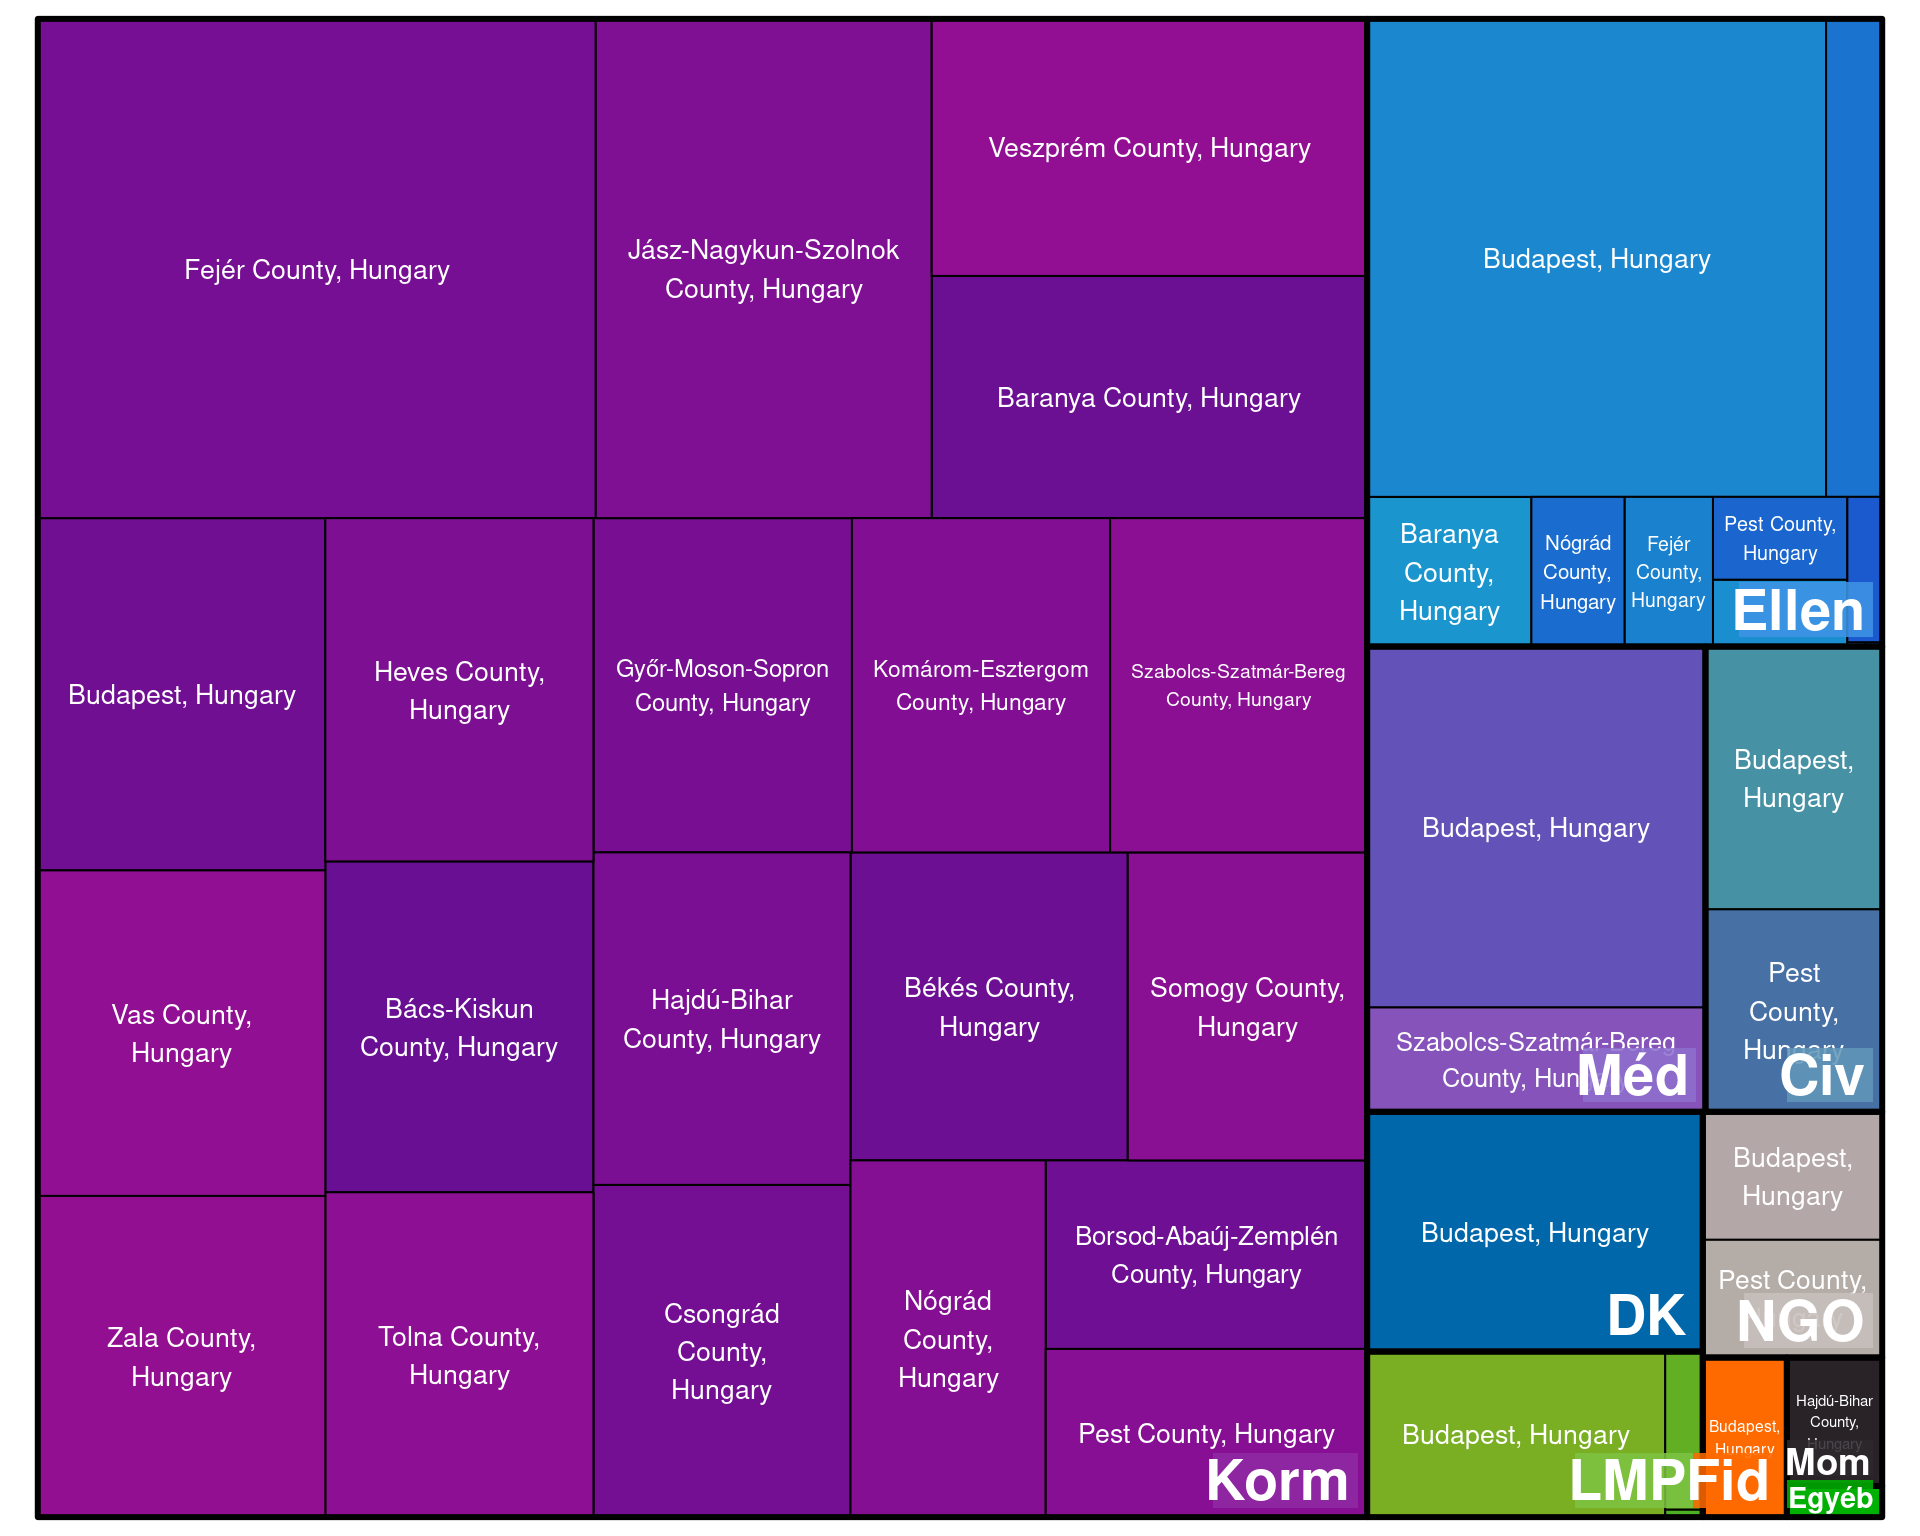 Fejér County, Hungary
Jász-Nagykun-Szolnok
County, Hungary
Veszprém County, Hungary
Baranya County, Hungary
Budapest, Hungary
Heves County,
Hungary
Győr-Moson-Sopron
County, Hungary
Komárom-Esztergom
County, Hungary
Szabolcs-Szatmár-Bereg
County, Hungary
Vas County,
Hungary
Bács-Kiskun
County, Hungary
Hajdú-Bihar
County, Hungary
Békés County,
Hungary
Somogy County,
Hungary
Zala County,
Hungary
Tolna County,
Hungary
Csongrád
County,
Hungary
Nógrád
County,
Hungary
Borsod-Abaúj-Zemplén
County, Hungary
Pest County, Hungary
Korm
Budapest, Hungary
Baranya
County,
Hungary
Nógrád
County,
Hungary
Fejér
County,
Hungary
Pest County,
Hungary
Ellen
Budapest, Hungary
Szabolcs-Szatmár-Bereg
County, Hun
Méd
Budapest,
Hungary
Pest
County,
Hungary
Civ
Budapest, Hungary
DK
Budapest,
Hungary
Pest County,
NGO
Budapest, Hungary
LMP
Budapest,
Hungary
Fid
Hajdú-Bihar
County,
Hungary
Mom
Egyéb